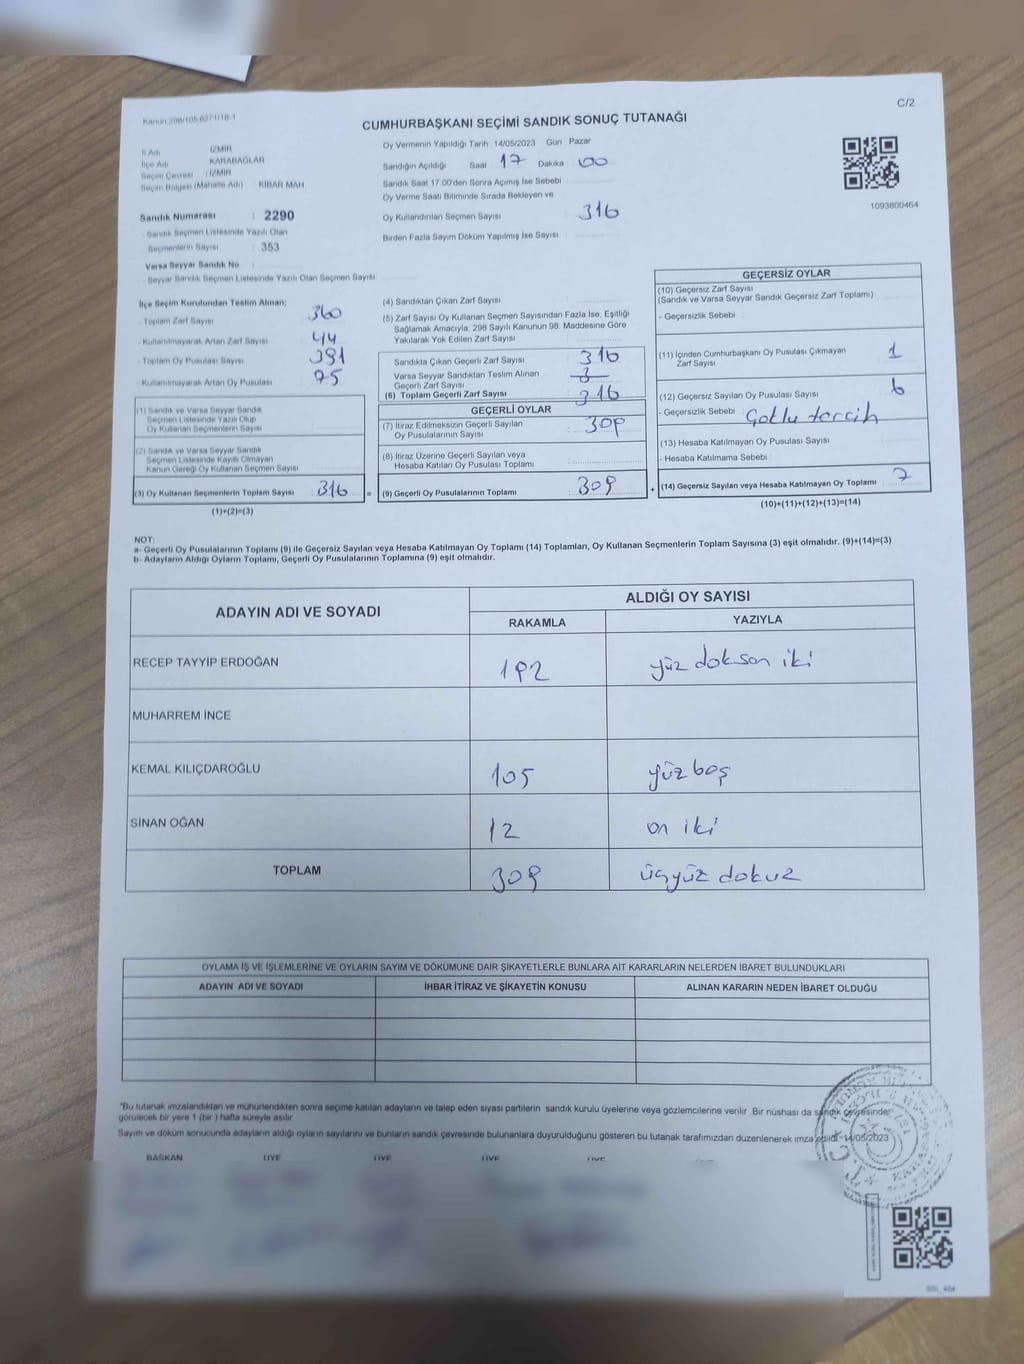 Kanun 298/105-6271/18-1
C/2
CUMHURBAŞKANI SEÇİMİ SANDIK SONUÇ TUTANAĞI
İl Adı İZMİR
İlçe Adı KARABAĞLAR
Seçim Çevresi : İZMİR
Seçim Bölgesi (Mahalle Adı) KİBAR MAH.
Sandık Numarası : 2290
- Sandık Seçmen Listesinde Yazılı Olan
Seçmenlerin Sayısı : 353
Varsa Seyyar Sandık No :
- Seyyar Sandık Seçmen Listesinde Yazılı Olan Seçmen Sayısı
Oy Vermenin Yapıldığı Tarih 14/05/2023 Gün Pazar
Sandığın Açıldığı Saat 17 Dakika : 00
Sandık Saat 17.00'den Sonra Açımış İse Sebebi
Oy Verme Saati Bitiminde Sırada Bekleyen ve
Oy Kullandırılan Seçmen Sayısı : 316
Birden Fazla Sayım Döküm Yapılmış İse Sayısı :
1093800464
İlçe Seçim Kurulundan Teslim Alınan;
- Toplam Zarf Sayısı 360
- Kullanılmayarak Artan Zarf Sayısı 44
- Toplam Oy Pusulası Sayısı 391
- Kullanılmayarak Artan Oy Pusulası 75
(1) Sandık ve Varsa Seyyar Sandık
Seçmen Listesinde Yazılı Olup
Oy Kullanan Seçmenlerin Sayısı
(2) Sandık ve Varsa Seyyar Sandık
Seçmen Listesinde Kayıtlı Olmayan
Kanun Gereği Oy Kullanan Seçmen Sayısı
(3) Oy Kullanan Seçmenlerin Toplam Sayısı : 316 =
(1)+(2)=(3)
(4) Sandıktan Çıkan Zarf Sayısı
(5) Zarf Sayısı Oy Kullanan Seçmen Sayısından Fazla İse, Eşitliği
Sağlamak Amacıyla, 298 Sayılı Kanunun 98. Maddesine Göre
Yakılarak Yok Edilen Zarf Sayısı
Sandıkta Çıkan Geçerli Zarf Sayısı : 316
Varsa Seyyar Sandıktan Teslim Alınan
Geçerli Zarf Sayısı
(6) Toplam Geçerli Zarf Sayısı : 316
GEÇERLİ OYLAR
(7) İtiraz Edilmeksizin Geçerli Sayılan
Oy Pusulalarının Sayısı : 309
(8) İtiraz Üzerine Geçerli Sayılan veya
Hesaba Katılan Oy Pusulası Toplamı :
(9) Geçerli Oy Pusulalarının Toplamı : 309 +
GEÇERSİZ OYLAR
(10) Geçersiz Zarf Sayısı
(Sandık ve Varsa Seyyar Sandık Geçersiz Zarf Toplamı)
- Geçersizlik Sebebi :
(11) İçinden Cumhurbaşkanı Oy Pusulası Çıkmayan
Zarf Sayısı 1
(12) Geçersiz Sayılan Oy Pusulası Sayısı 6
- Geçersizlik Sebebi Çoklu tercih
(13) Hesaba Katılmayan Oy Pusulası Sayısı
- Hesaba Katılmama Sebebi :
(14) Geçersiz Sayılan veya Hesaba Katılmayan Oy Toplamı : 7
(10)+(11)+(12)+(13)=(14)
NOT:
a- Geçerli Oy Pusulalarının Toplamı (9) ile Geçersiz Sayılan veya Hesaba Katılmayan Oy Toplamı (14) Toplamları, Oy Kullanan Seçmenlerin Toplam Sayısına (3) eşit olmalıdır. (9)+(14)=(3)
b- Adayların Aldığı Oyların Toplamı, Geçerli Oy Pusulalarının Toplamına (9) eşit olmalıdır.
ADAYIN ADI VE SOYADI
ALDIĞI OY SAYISI
RAKAMLA YAZIYLA
RECEP TAYYİP ERDOĞAN 192 yüz doksan iki
MUHARREM İNCE
KEMAL KILIÇDAROĞLU 105 yüz beş
SİNAN OĞAN 12 on iki
TOPLAM 309 üçyüz dokuz
OYLAMA İŞ VE İŞLEMLERİNE VE OYLARIN SAYIM VE DÖKÜMÜNE DAİR ŞİKAYETLERLE BUNLARA AİT KARARLARIN NELERDEN İBARET BULUNDUKLARI
ADAYIN ADI VE SOYADI İHBAR İTİRAZ VE ŞİKAYETİN KONUSU ALINAN KARARIN NEDEN İBARET OLDUĞU
"Bu tutanak imzalandıktan ve mühürlendikten sonra seçime katılan adayların ve talep eden siyasi partilerin sandık kurulu üyelerine veya gözlemcilerine verilir. Bir nüshası da sandık çevresinde
görülecek bir yere 1 (bir ) hafta süreyle asılır.
Sayım ve döküm sonucunda adayların aldığı oyların sayılarını ve bunların sandık çevresinde bulunanlara duyurulduğunu gösteren bu tutanak tarafımızdan düzenlenerek imza edildi. 14/05/2023
BAŞKAN ÜYE ÜYE ÜYE ÜYE